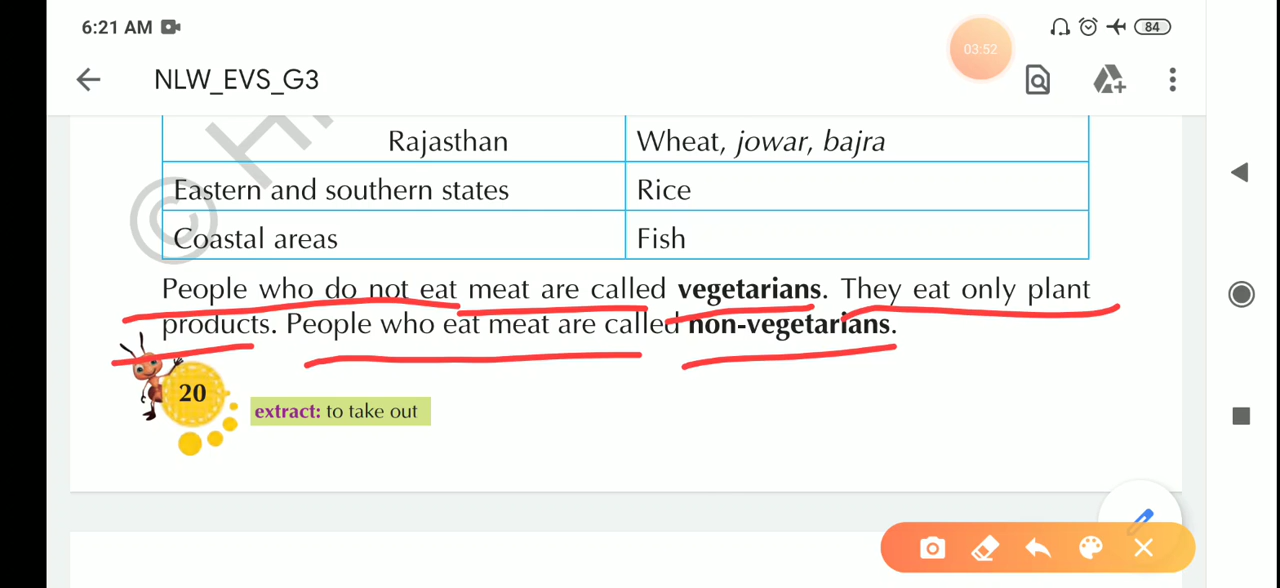 6:21 AM
84
03:52
NLW_EVS_G3
Rajasthan Wheat, jowar, bajra
Eastern and southern states Rice
Coastal areas Fish
People who do not eat meat are called vegetarians. They eat only plant
products. People who eat meat are called non-vegetarians.
20
extract: to take out